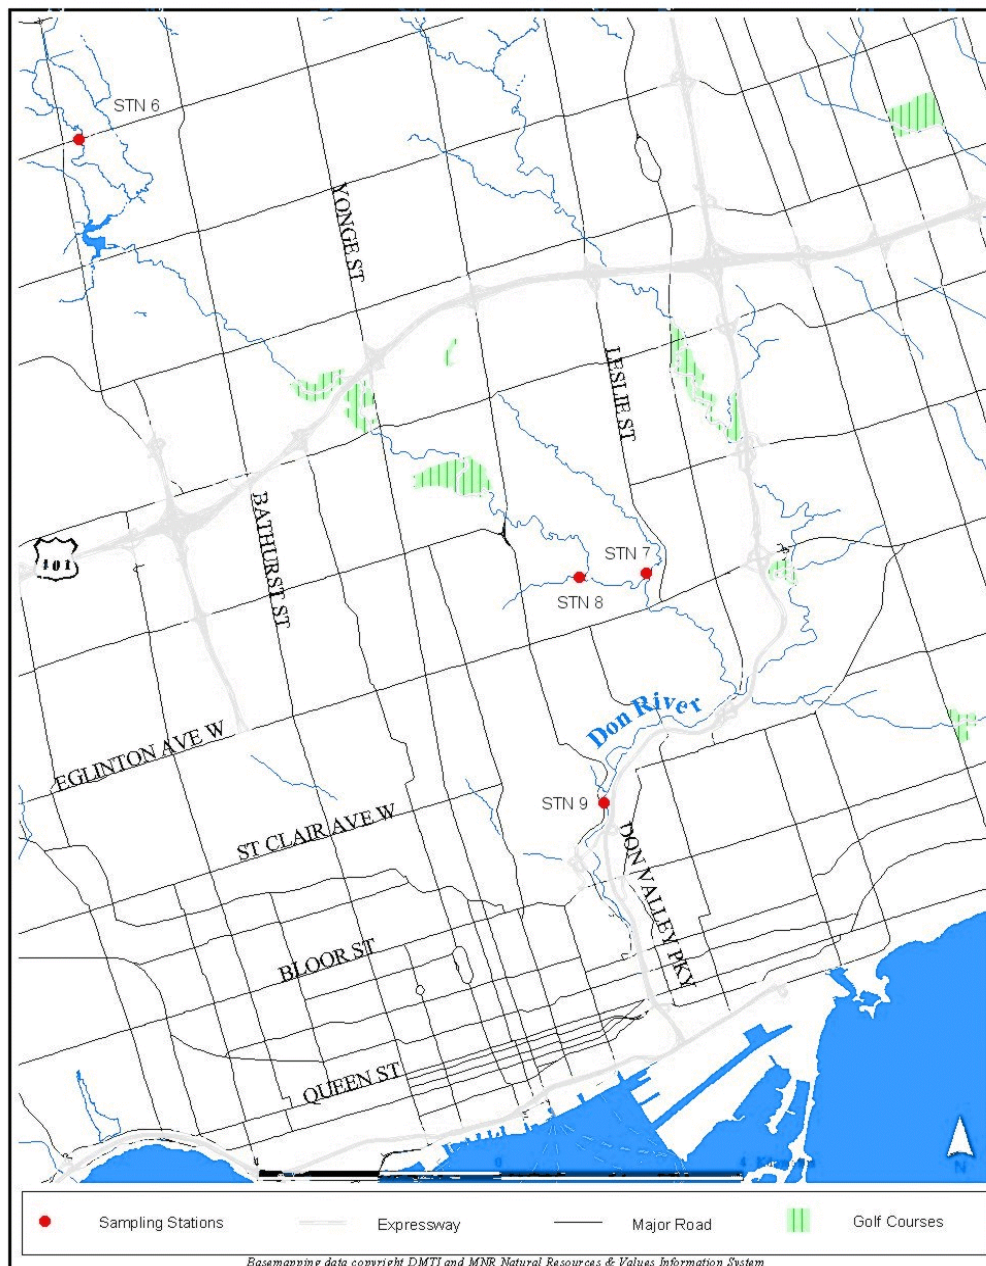 STN 6
YONGE ST
LESLIE ST
401
BATHURST ST
STN 7
STN 8
Don River
EGLINTON AVE W
STN 9
ST CLAIR AVE W
DON VALLEY PKY
BLOOR ST
QUEEN ST
0
4
N
Sampling Stations
Expressway
Major Road
Golf Courses
Basemapping data copyright DMTI and MNR Natural Resources & Values Information System